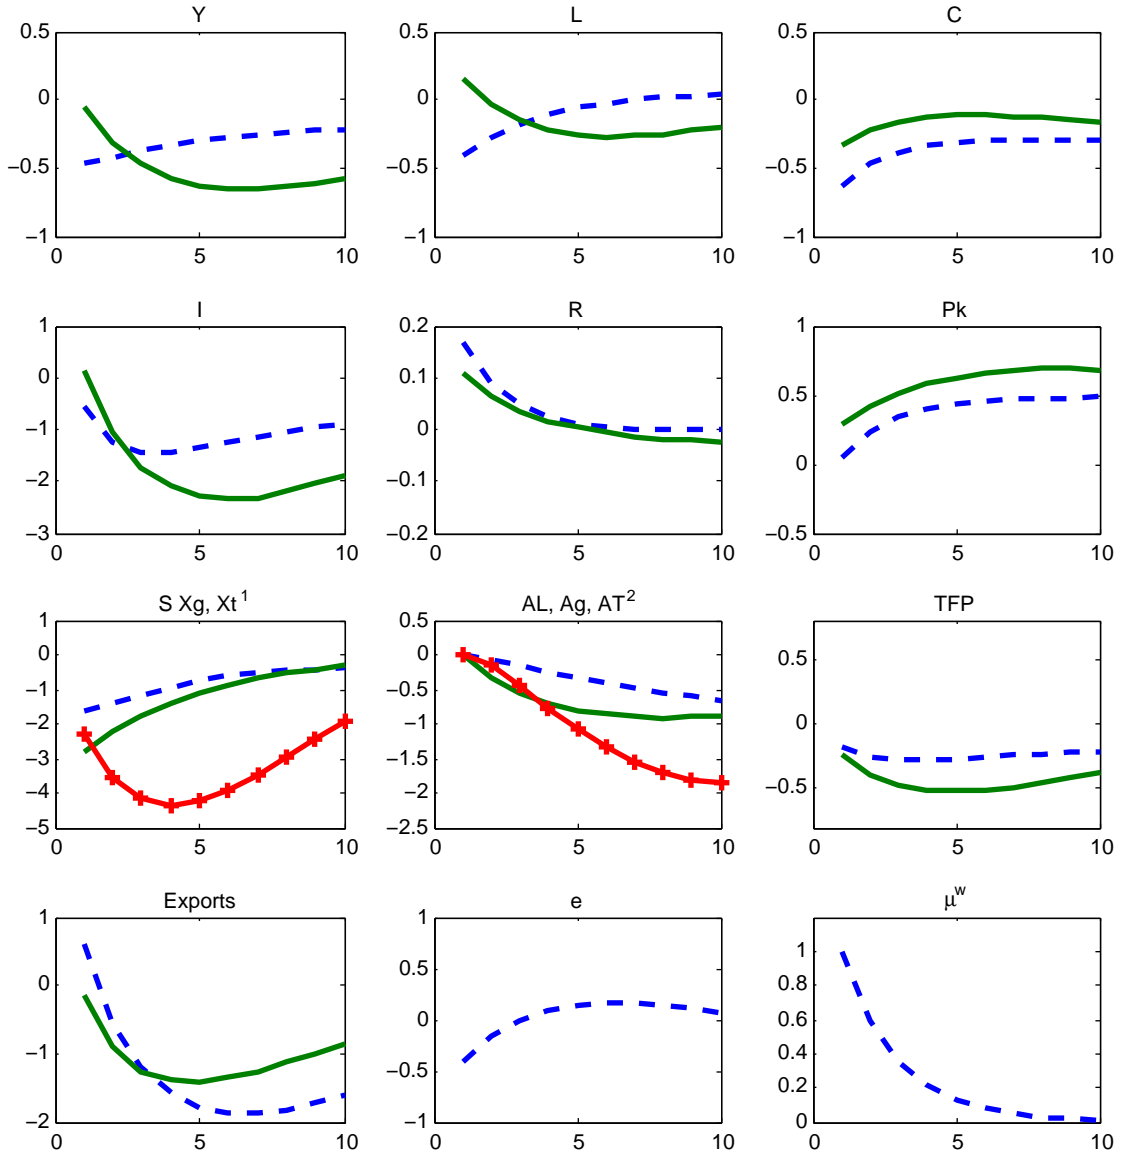 Y L C
0.5 0.5 0.5
0 0 0
−0.5 −0.5 −0.5
−1 −1 −1
0 5 10 0 5 10 0 5 10
I R Pk
1 0.2 1
0 0.1 0.5
−1 0 0
−2 −0.1
−3 −0.2 −0.5
0 5 10 0 5 10 0 5 10
S Xg, Xt 1 AL, Ag, AT 2 TFP
1 0.5
0 0 0.5
−1 −0.5
−2 −1 0
−3 −1.5
−4 −2 −0.5
−5 −2.5
0 5 10 0 5 10 0 5 10
Exports e μw
1 1 1
0 0.5 0.8
0 0.6
−1 −0.5 0.4
0.2
−2 −1 0
0 5 10 0 5 10 0 5 10